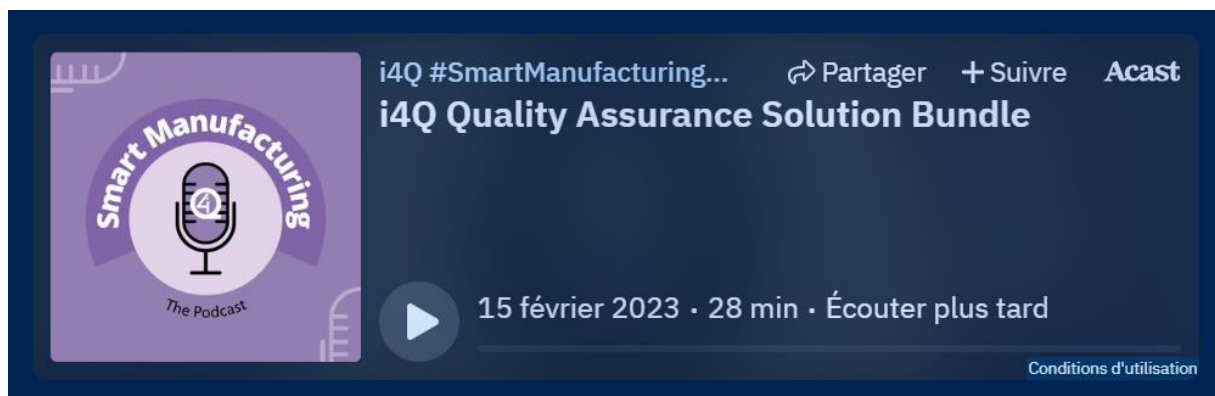 Smart Manufacturing
The Podcast
i4Q #SmartManufacturing... Partager + Suivre Acast
i4Q Quality Assurance Solution Bundle
15 février 2023 · 28 min · Écouter plus tard
Conditions d'utilisation